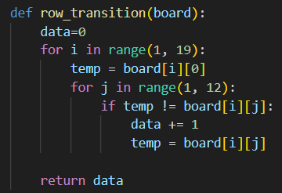 def row_transition(board):
    data=0
    for i in range(1, 19):
        temp = board[i][0]
        for j in range(1, 12):
            if temp != board[i][j]:
                data += 1
                temp = board[i][j]

    return data